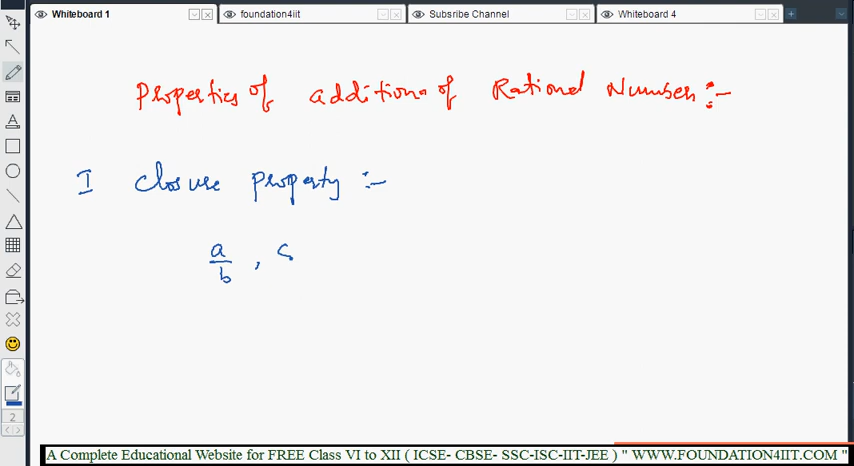 Whiteboard 1
foundation4iit
Subsribe Channel
Whiteboard 4
Properties of addition of Rational Number :-
I closure property :-
a/b ,
2
A Complete Educational Website for FREE Class VI to XII ( ICSE- CBSE- SSC-ISC-IIT-JEE ) " WWW.FOUNDATION4IIT.COM "